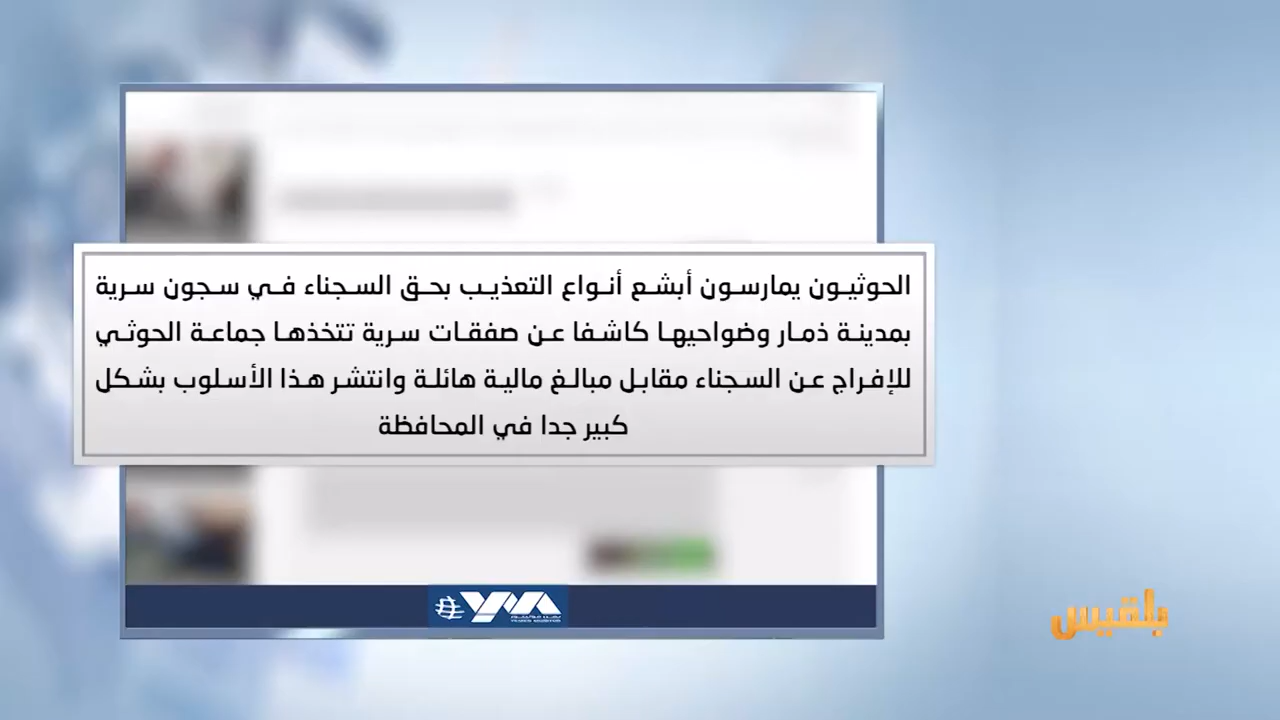 الحوثيون يمارسون أبشع أنواع التعذيب بحق السجناء في سجون سرية
بمدينة ذمار وضواحيها كاشفا عن صفقات سرية تتخذها جماعة الحوثي
للإفراج عن السجناء مقابل مبالغ مالية هائلة وانتشر هذا الأسلوب بشكل
كبير جدا في المحافظة
بلقيس